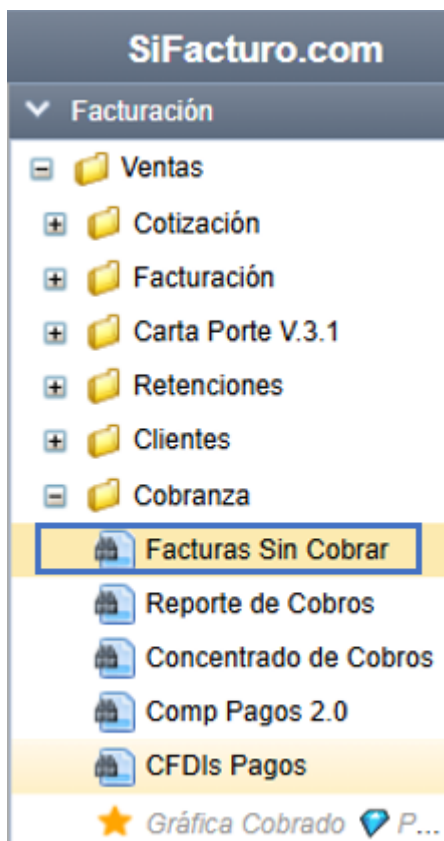 SiFacturo.com
Facturación
Ventas
Cotización
Facturación
Carta Porte V.3.1
Retenciones
Clientes
Cobranza
Facturas Sin Cobrar
Reporte de Cobros
Concentrado de Cobros
Comp Pagos 2.0
CFDIs Pagos
Gráfica Cobrado 💎 P...